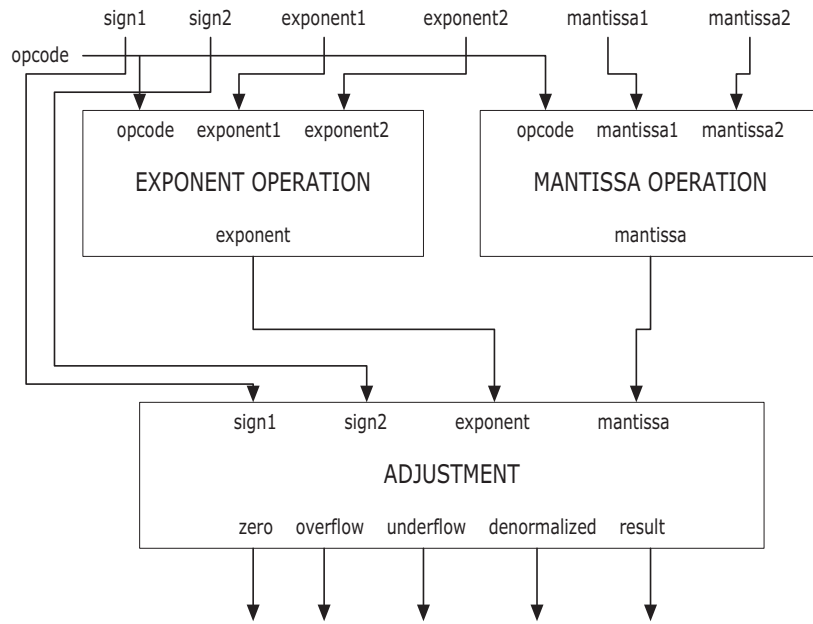 sign1 sign2 exponent1 exponent2 mantissa1 mantissa2
opcode
opcode exponent1 exponent2 opcode mantissa1 mantissa2
EXPONENT OPERATION MANTISSA OPERATION
exponent mantissa
sign1 sign2 exponent mantissa
ADJUSTMENT
zero overflow underflow denormalized result